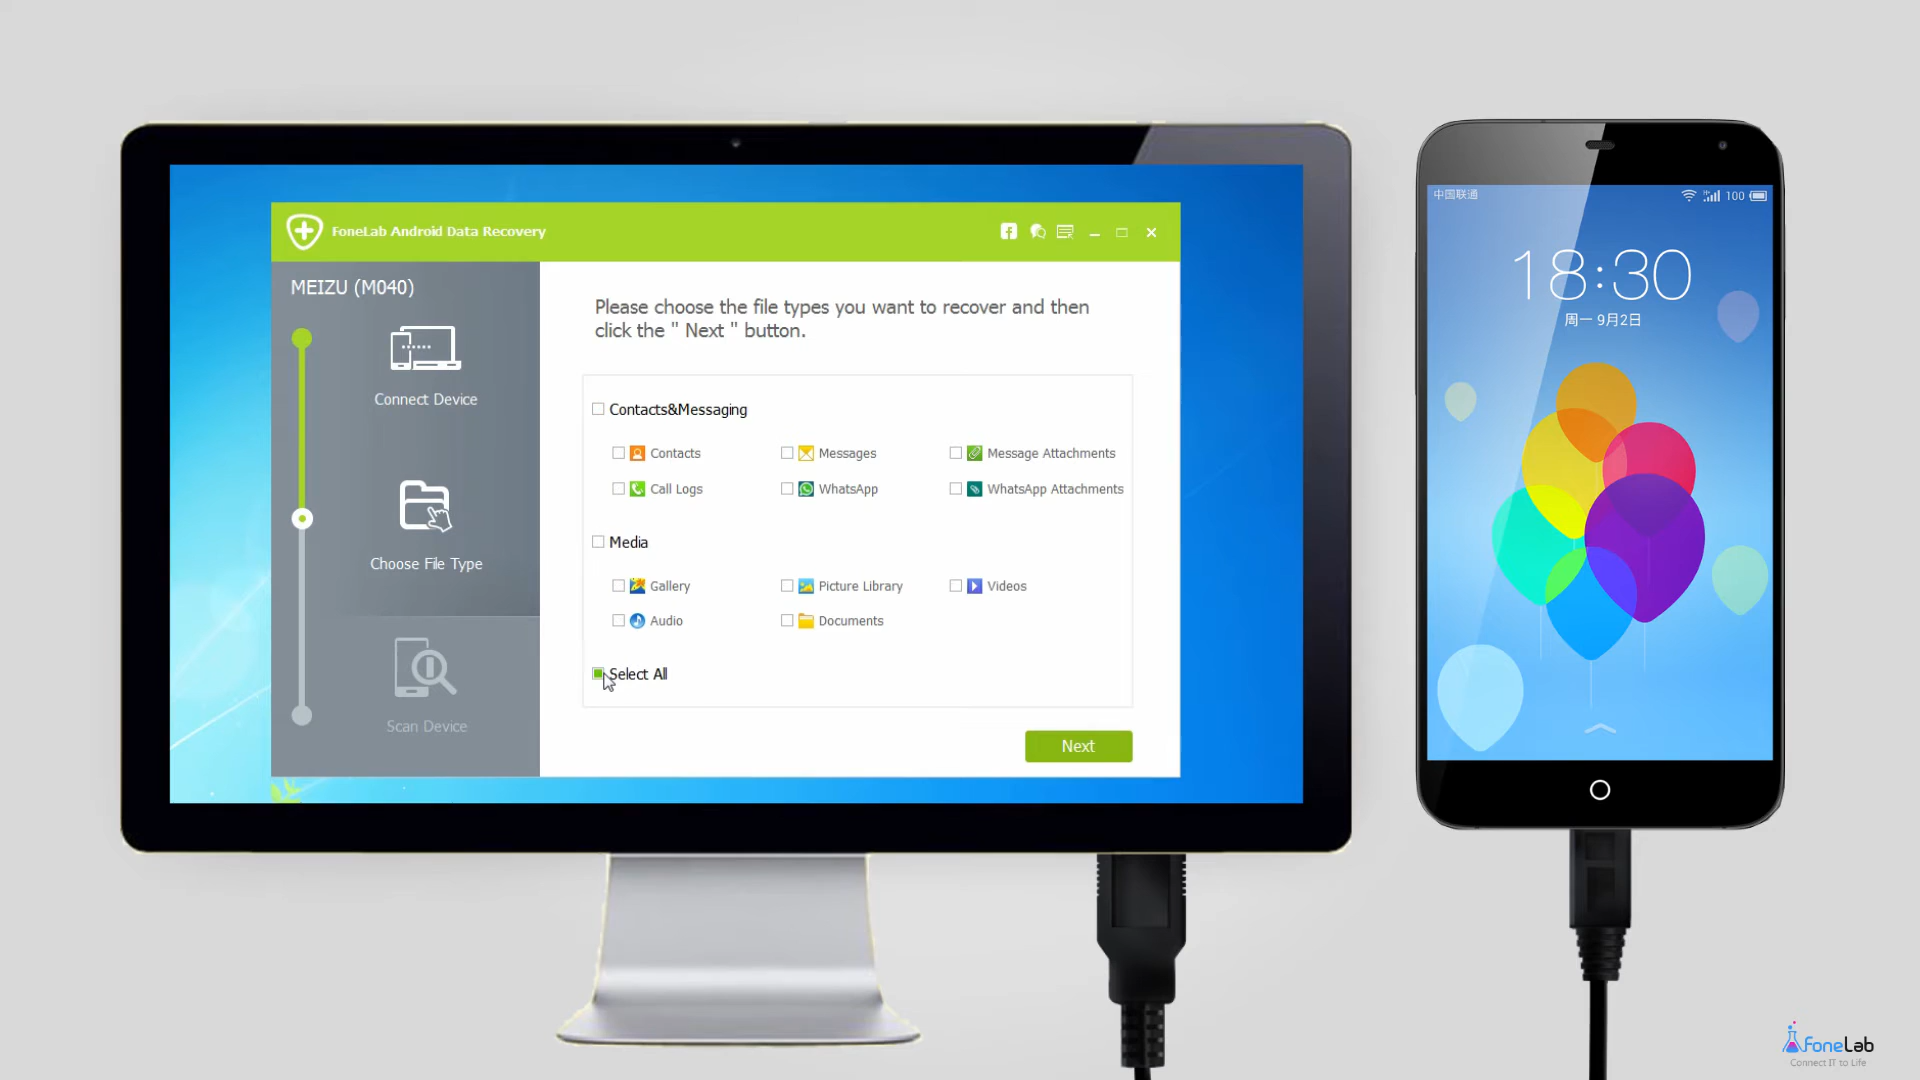 FoneLab Android Data Recovery
MEIZU (M040)
Connect Device
Choose File Type
Scan Device
Please choose the file types you want to recover and then
click the " Next " button.
Contacts&Messaging
Contacts
Messages
Message Attachments
Call Logs
WhatsApp
WhatsApp Attachments
Media
Gallery
Picture Library
Videos
Audio
Documents
Select All
Next
中国联通
100
18:30
周一 9月2日
FoneLab
Connect IT to Life